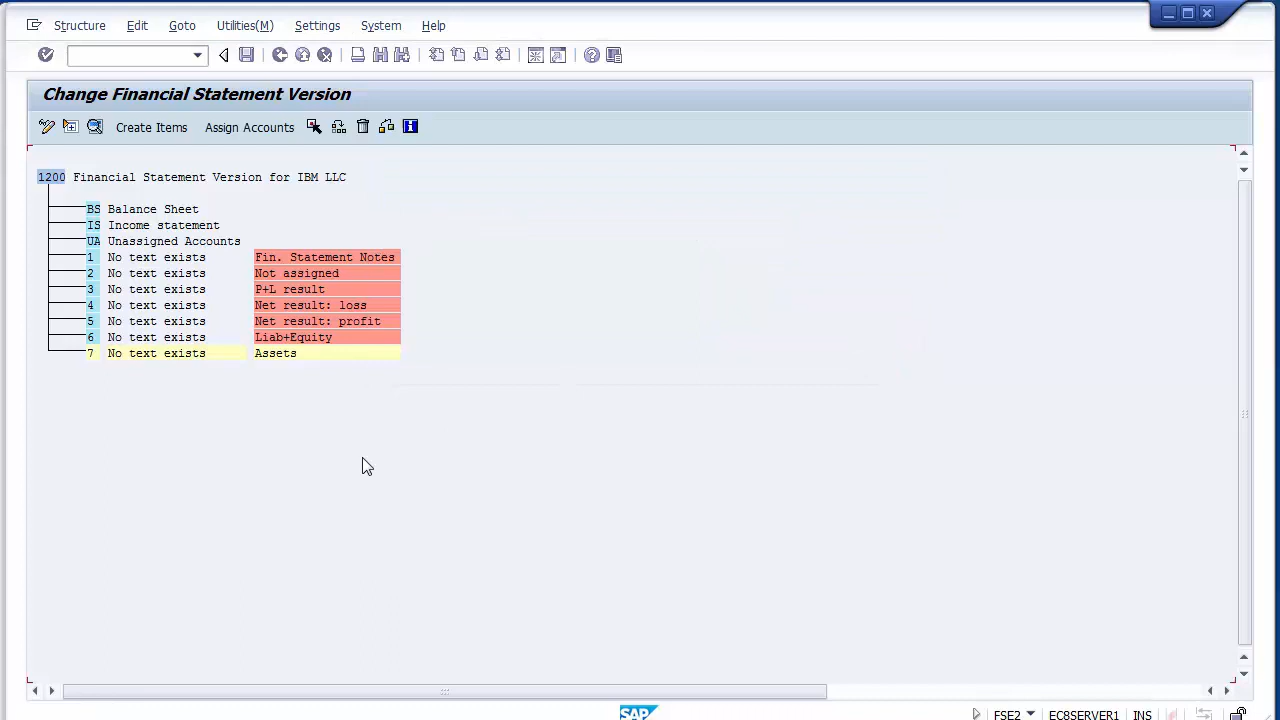 Structure Edit Goto Utilities(M) Settings System Help
Change Financial Statement Version
Create Items Assign Accounts
1200 Financial Statement Version for IBM LLC
BS Balance Sheet
IS Income statement
UA Unassigned Accounts
1 No text exists Fin. Statement Notes
2 No text exists Not assigned
3 No text exists P+L result
4 No text exists Net result: loss
5 No text exists Net result: profit
6 No text exists Liab+Equity
7 No text exists Assets
SAP FSE2 EC8SERVER1 INS